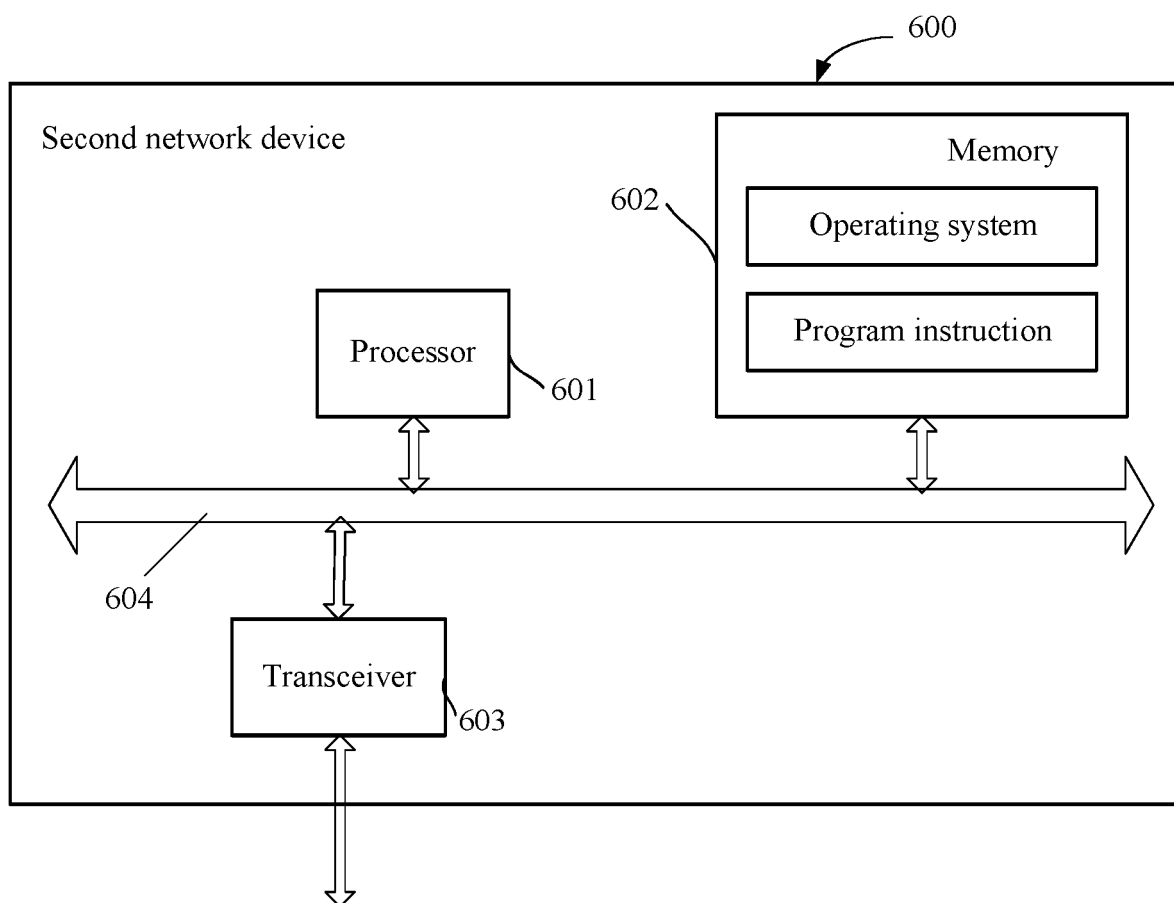 600
Second network device
Memory
602
Operating system
Program instruction
Processor
601
604
Transceiver
603